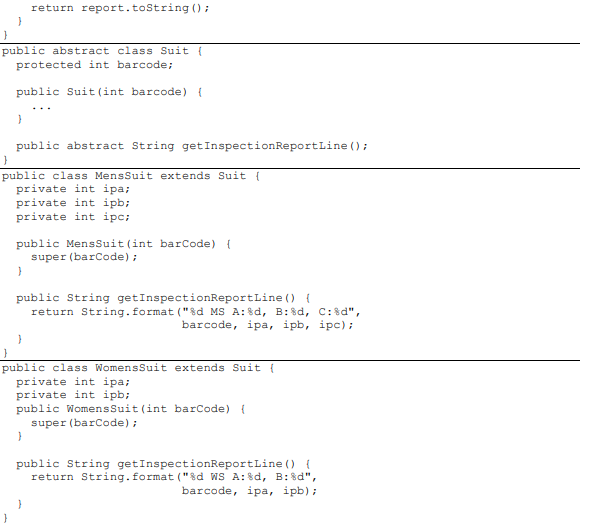 return report.toString();
  }
}
public abstract class Suit {
  protected int barcode;

  public Suit(int barcode) {
    ...
  }

  public abstract String getInspectionReportLine();
}
public class MensSuit extends Suit {
  private int ipa;
  private int ipb;
  private int ipc;

  public MensSuit(int barCode) {
    super(barCode);
  }

  public String getInspectionReportLine() {
    return String.format("%d MS A:%d, B:%d, C:%d",
                         barcode, ipa, ipb, ipc);
  }
}
public class WomensSuit extends Suit {
  private int ipa;
  private int ipb;
  public WomensSuit(int barCode) {
    super(barCode);
  }

  public String getInspectionReportLine() {
    return String.format("%d WS A:%d, B:%d",
                         barcode, ipa, ipb);
  }
}